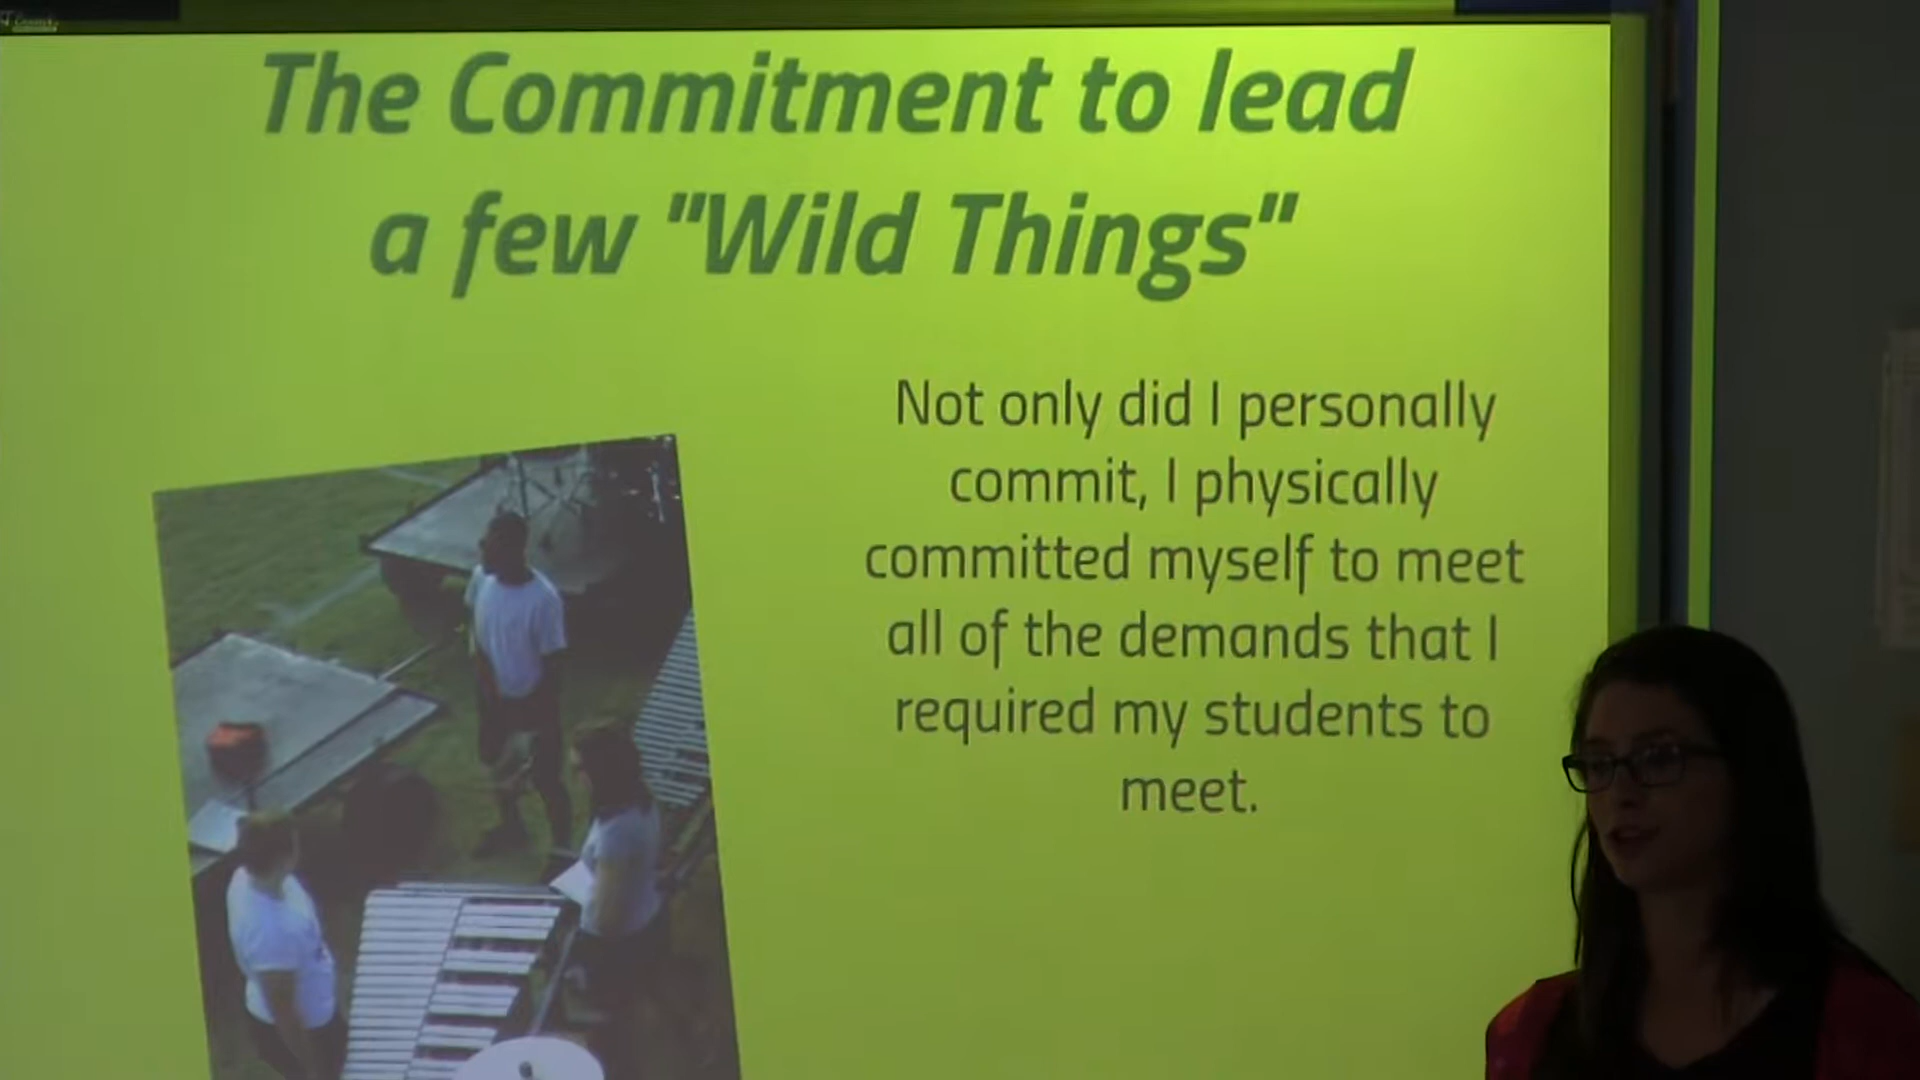 The Commitment to lead
a few "Wild Things"
Not only did I personally
commit, I physically
committed myself to meet
all of the demands that I
required my students to
meet.